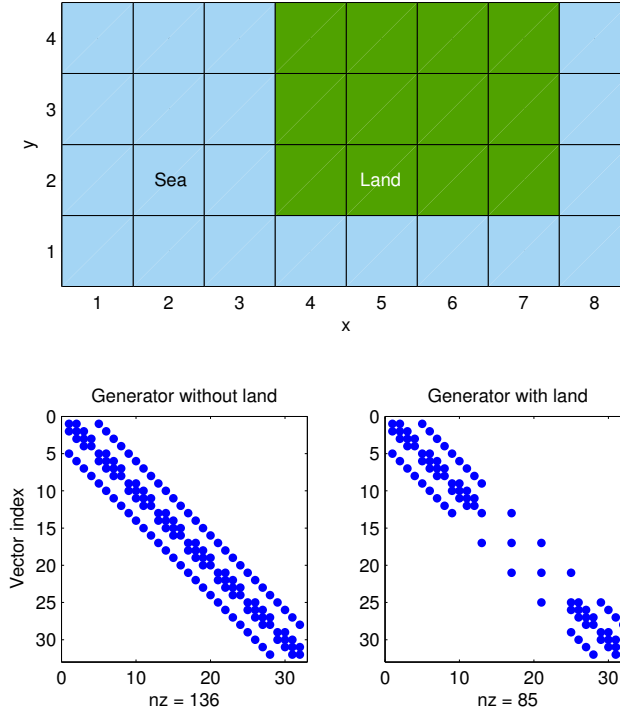 4
3
2
1
y
Sea
Land
1 2 3 4 5 6 7 8
x
Generator without land
Generator with land
0
5
10
15
20
25
30
Vector index
0 10 20 30
nz = 136
0
5
10
15
20
25
30
0 10 20 30
nz = 85